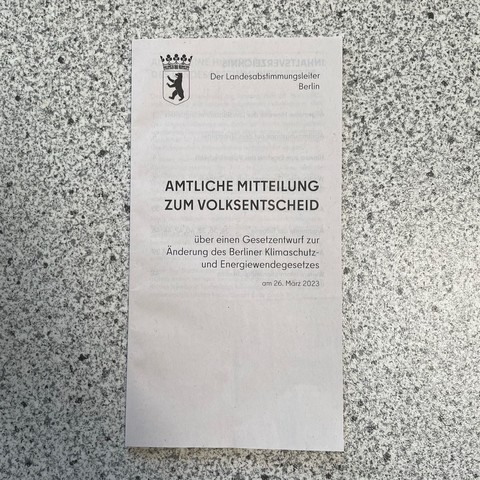 Der Landesabstimmungsleiter
Berlin
AMTLICHE MITTEILUNG
ZUM VOLKSENTSCHEID
über einen Gesetzentwurf zur
Änderung des Berliner Klimaschutz-
und Energiewendegesetzes
am 26. März 2023